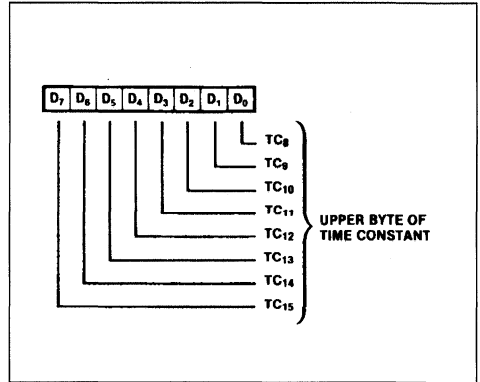 D₇ D₆ D₅ D₄ D₃ D₂ D₁ D₀
TC₈
TC₉
TC₁₀
TC₁₁
TC₁₂
TC₁₃
TC₁₄
TC₁₅
UPPER BYTE OF
TIME CONSTANT